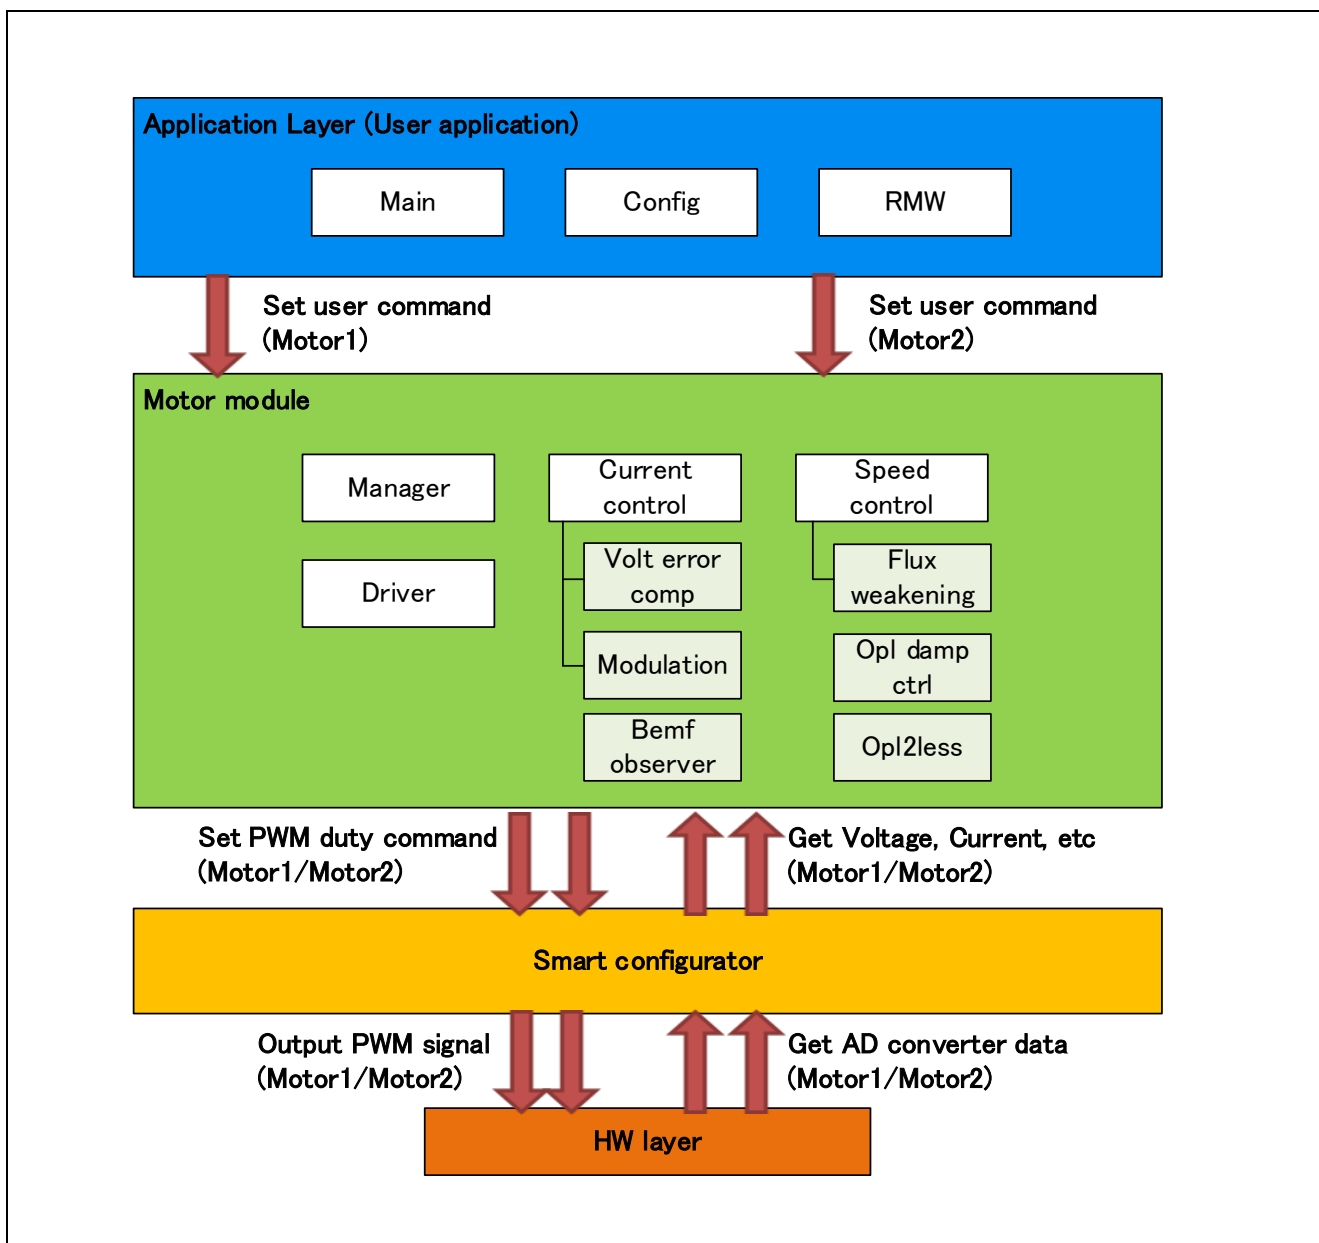 Application Layer (User application)
Main
Config
RMW
Set user command
(Motor1)
Set user command
(Motor2)
Motor module
Manager
Current
control
Speed
control
Driver
Volt error
comp
Flux
weakening
Modulation
Opl damp
ctrl
Bemf
observer
Opl2less
Set PWM duty command
(Motor1/Motor2)
Get Voltage, Current, etc
(Motor1/Motor2)
Smart configurator
Output PWM signal
(Motor1/Motor2)
Get AD converter data
(Motor1/Motor2)
HW layer